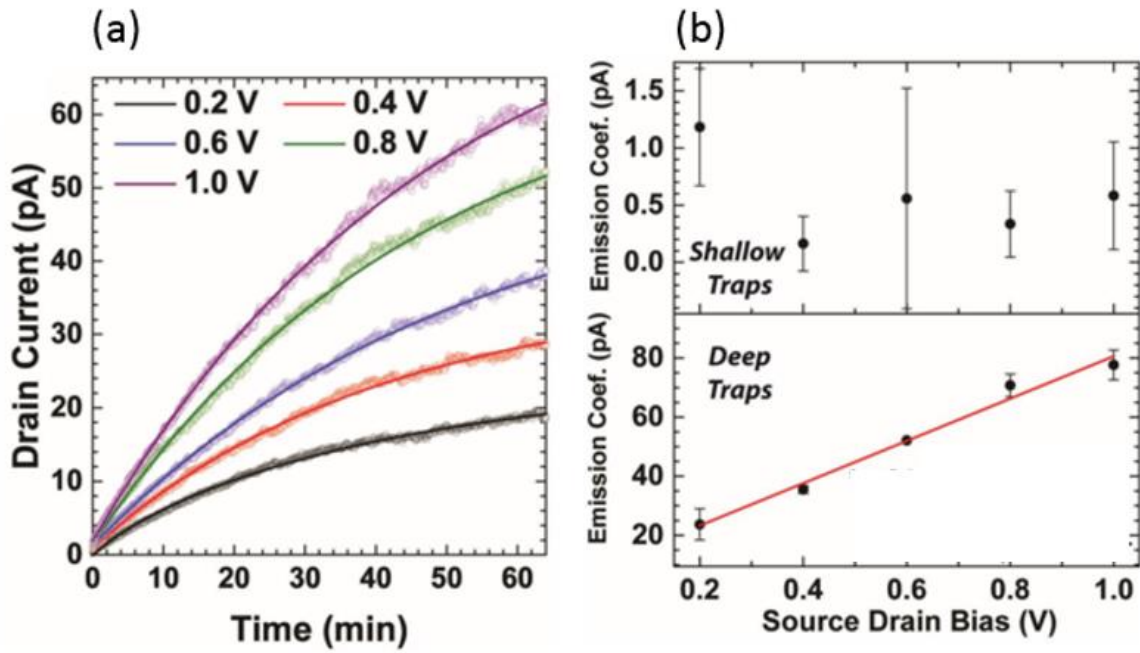 (a)
(b)
0.2 V
0.4 V
0.6 V
0.8 V
1.0 V
Drain Current (pA)
60
50
40
30
20
10
0
0 10 20 30 40 50 60
Time (min)
Emission Coef. (pA)
1.5
1.0
0.5
0.0
Shallow
Traps
Emission Coef. (pA)
80
60
40
20
Deep
Traps
0.2 0.4 0.6 0.8 1.0
Source Drain Bias (V)